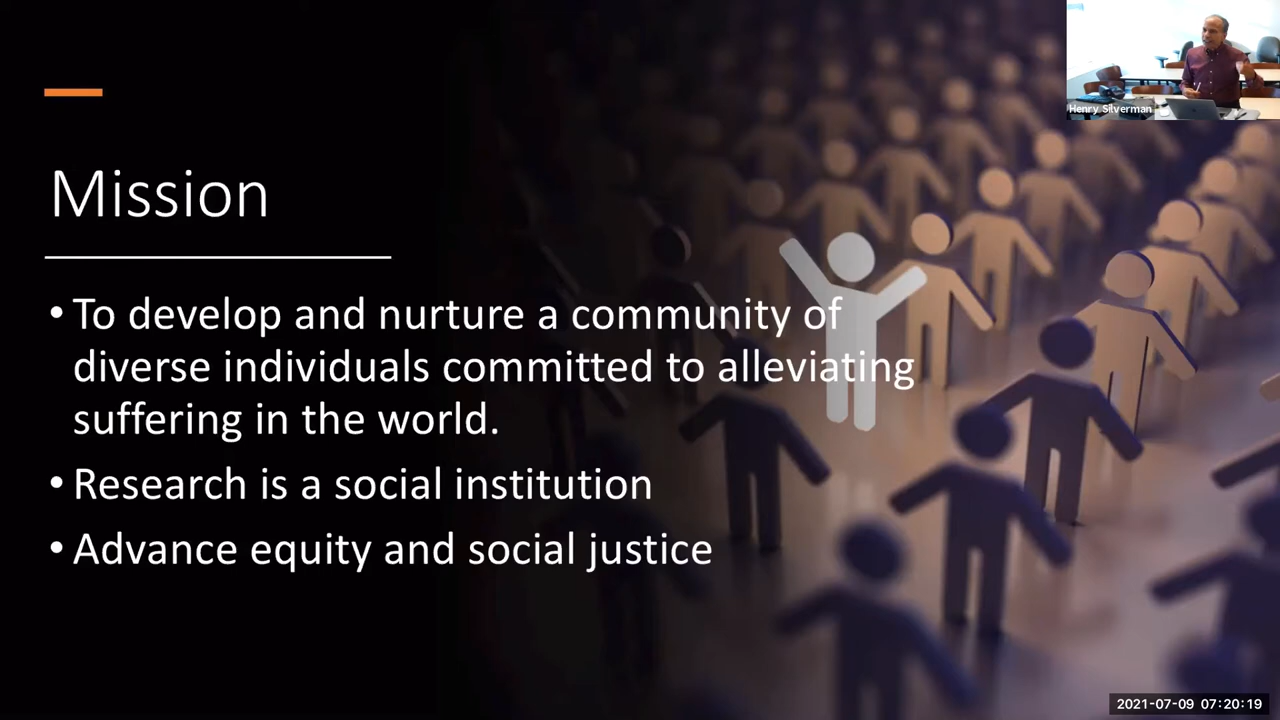 Henry Silverman
Mission
• To develop and nurture a community of
diverse individuals committed to alleviating
suffering in the world.
• Research is a social institution
• Advance equity and social justice
2021-07-09 07:20:19